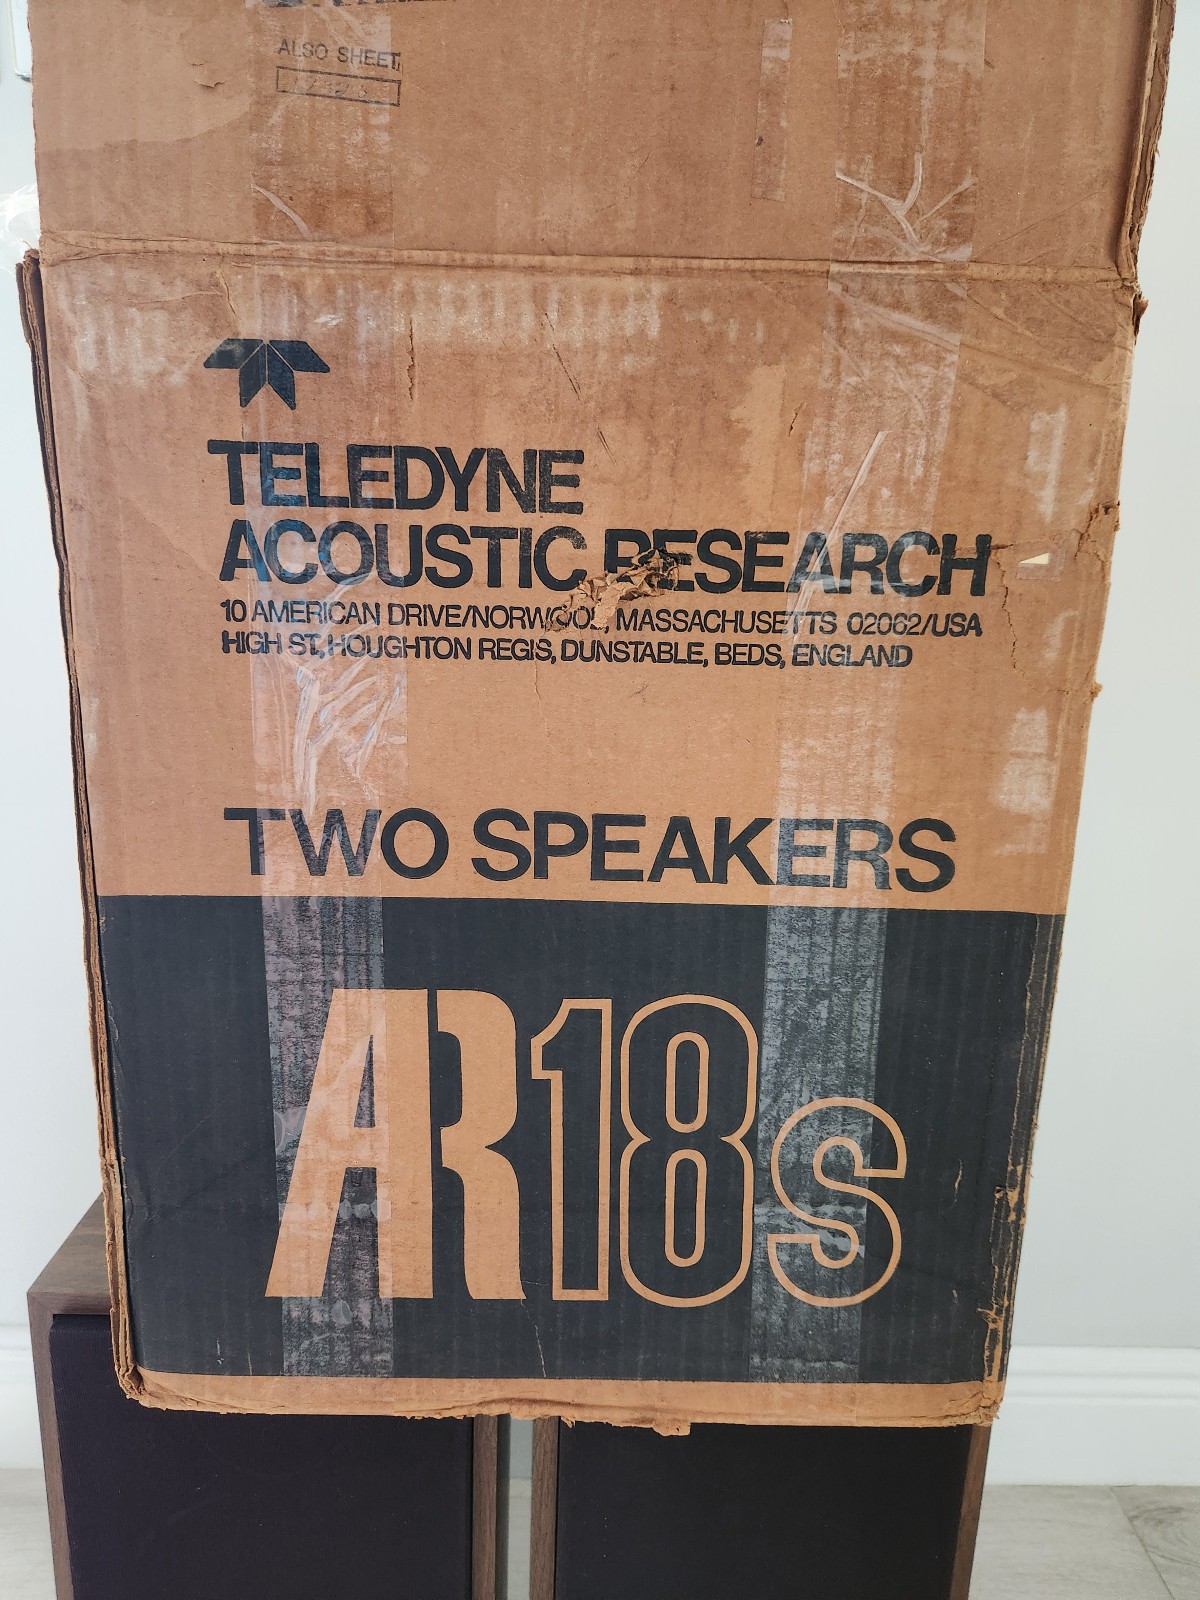 ALSO SHEET,
TELEDYNE
ACOUSTIC RESEARCH
10 AMERICAN DRIVE/NORWOOD, MASSACHUSETTS 02062/USA
HIGH ST, HOUGHTON REGIS, DUNSTABLE, BEDS, ENGLAND
TWO SPEAKERS
AR18s